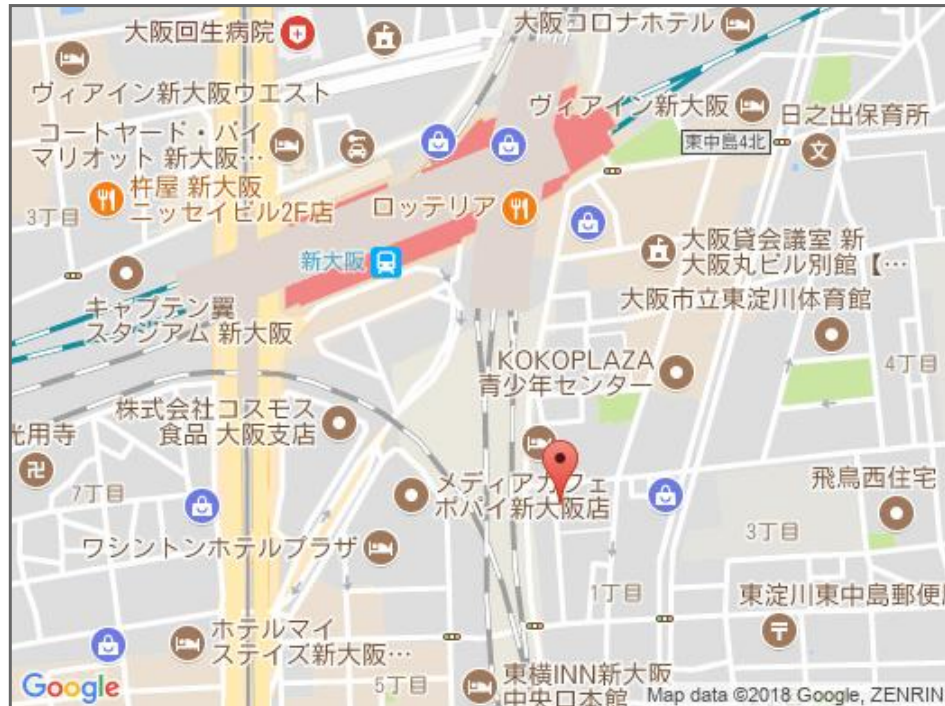 大阪回生病院
大阪コロナホテル
ヴィアイン新大阪ウエスト
ヴィアイン新大阪
日之出保育所
コートヤード・バイ
マリオット 新大阪…
東中島4北
文
杵屋 新大阪
ニッセイビル2F店
3丁目
ロッテリア
新大阪
大阪貸会議室 新
大阪丸ビル別館【…
キャプテン翼
スタジアム 新大阪
大阪市立東淀川体育館
KOKOPLAZA
青少年センター
4丁目
株式会社コスモス
食品 大阪支店
光用寺
卍
7丁目
メディアカフェ
ポパイ新大阪店
飛鳥西住宅
3丁目
ワシントンホテルプラザ
1丁目
東淀川東中島郵便局
〒
ホテルマイ
ステイズ新大阪…
5丁目
東横INN新大阪
中央口本館
Google
Map data ©2018 Google, ZENRIN